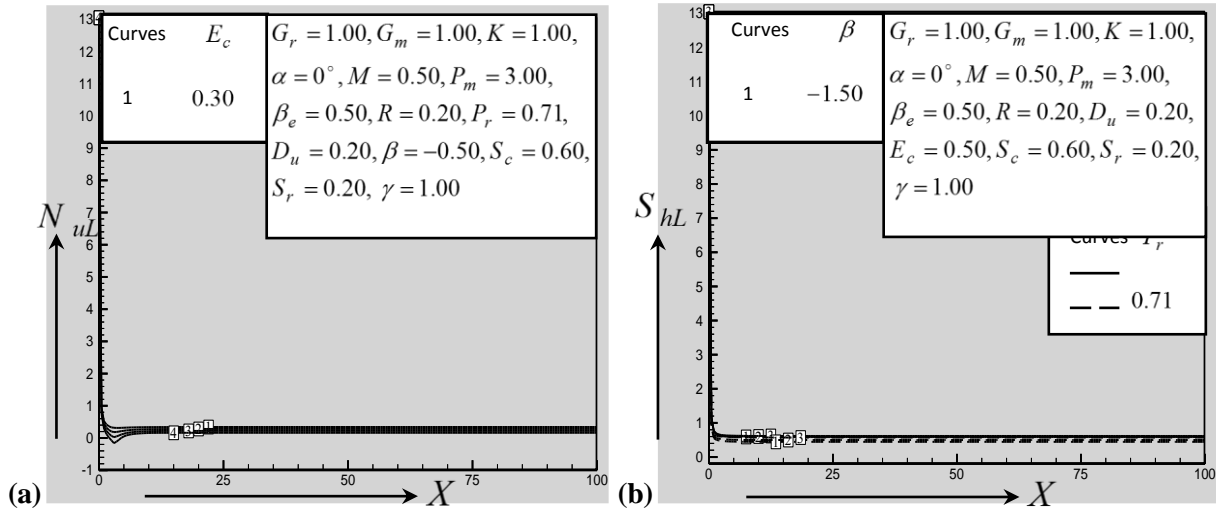 13
12
11
10
9
8
7
6
5
4
3
2
1
0
-1
Curves E_c
1 0.30
G_r = 1.00, G_m = 1.00, K = 1.00,
α = 0°, M = 0.50, P_m = 3.00,
β_e = 0.50, R = 0.20, P_r = 0.71,
D_u = 0.20, β = −0.50, S_c = 0.60,
S_r = 0.20, γ = 1.00
N_uL
4 3 2 1
0 25 50 75 100
(a) X
13
12
11
10
9
8
7
6
5
4
3
2
1
0
Curves β
1 −1.50
G_r = 1.00, G_m = 1.00, K = 1.00,
α = 0°, M = 0.50, P_m = 3.00,
β_e = 0.50, R = 0.20, D_u = 0.20,
E_c = 0.50, S_c = 0.60, S_r = 0.20,
γ = 1.00
Curves P_r
0.71
S_hL
1 2 3
1 2 3
0 25 50 75 100
(b) X